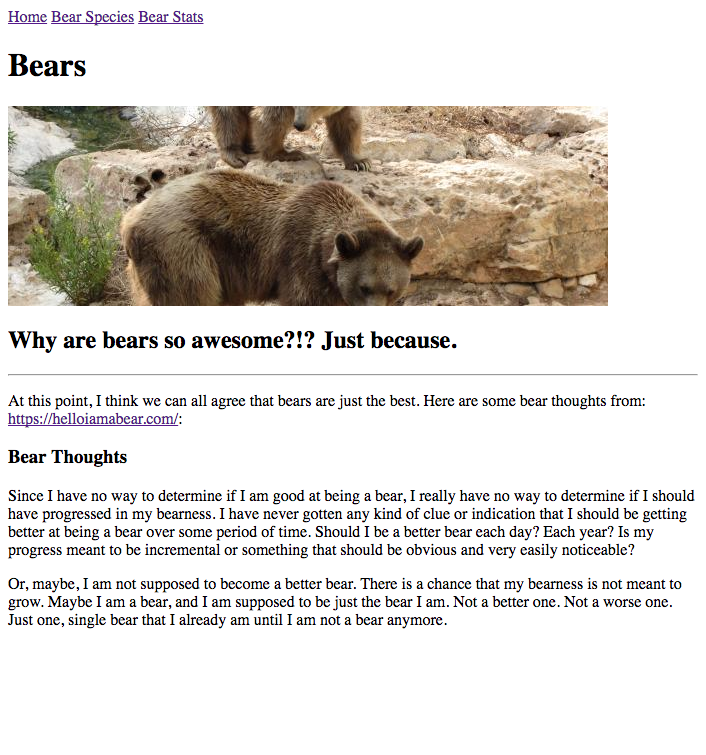 Home Bear Species Bear Stats
Bears
Why are bears so awesome?!? Just because.
At this point, I think we can all agree that bears are just the best. Here are some bear thoughts from:
https://helloiamabear.com/:
Bear Thoughts
Since I have no way to determine if I am good at being a bear, I really have no way to determine if I should
have progressed in my bearness. I have never gotten any kind of clue or indication that I should be getting
better at being a bear over some period of time. Should I be a better bear each day? Each year? Is my
progress meant to be incremental or something that should be obvious and very easily noticeable?
Or, maybe, I am not supposed to become a better bear. There is a chance that my bearness is not meant to
grow. Maybe I am a bear, and I am supposed to be just the bear I am. Not a better one. Not a worse one.
Just one, single bear that I already am until I am not a bear anymore.